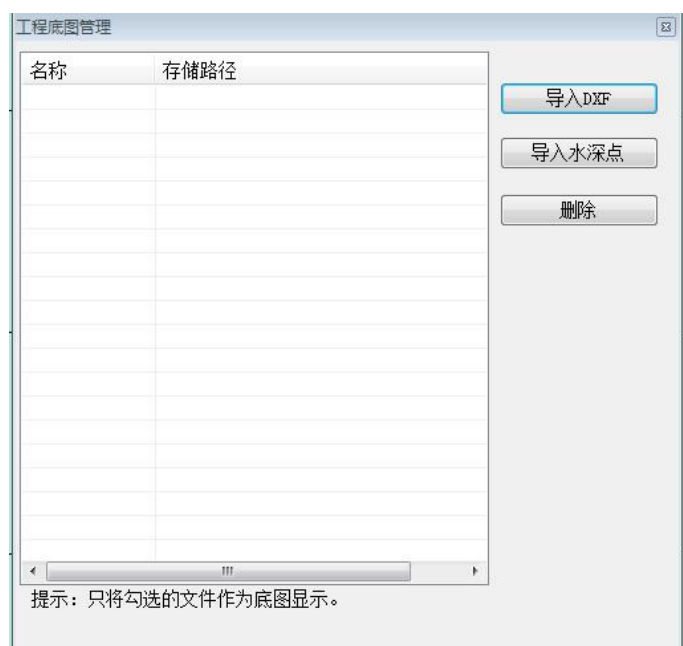 工程底图管理
名称 存储路径
导入DXF
导入水深点
删除
提示：只将勾选的文件作为底图显示。